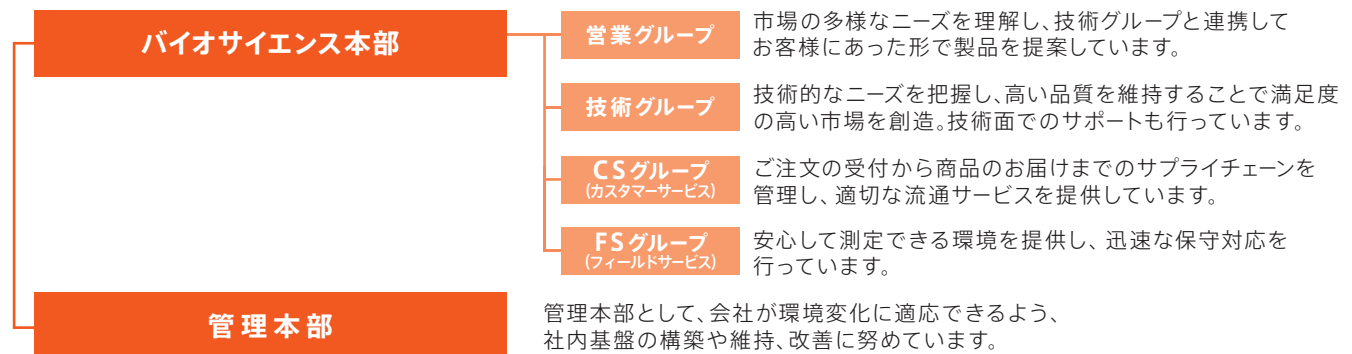 バイオサイエンス本部
営業グループ
市場の多様なニーズを理解し、技術グループと連携して
お客様にあった形で製品を提案しています。
技術グループ
技術的なニーズを把握し、高い品質を維持することで満足度
の高い市場を創造。技術面でのサポートも行っています。
CSグループ
(カスタマーサービス)
ご注文の受付から商品のお届けまでのサプライチェーンを
管理し、適切な流通サービスを提供しています。
FSグループ
(フィールドサービス)
安心して測定できる環境を提供し、迅速な保守対応を
行っています。
管理本部
管理本部として、会社が環境変化に適応できるよう、
社内基盤の構築や維持、改善に努めています。